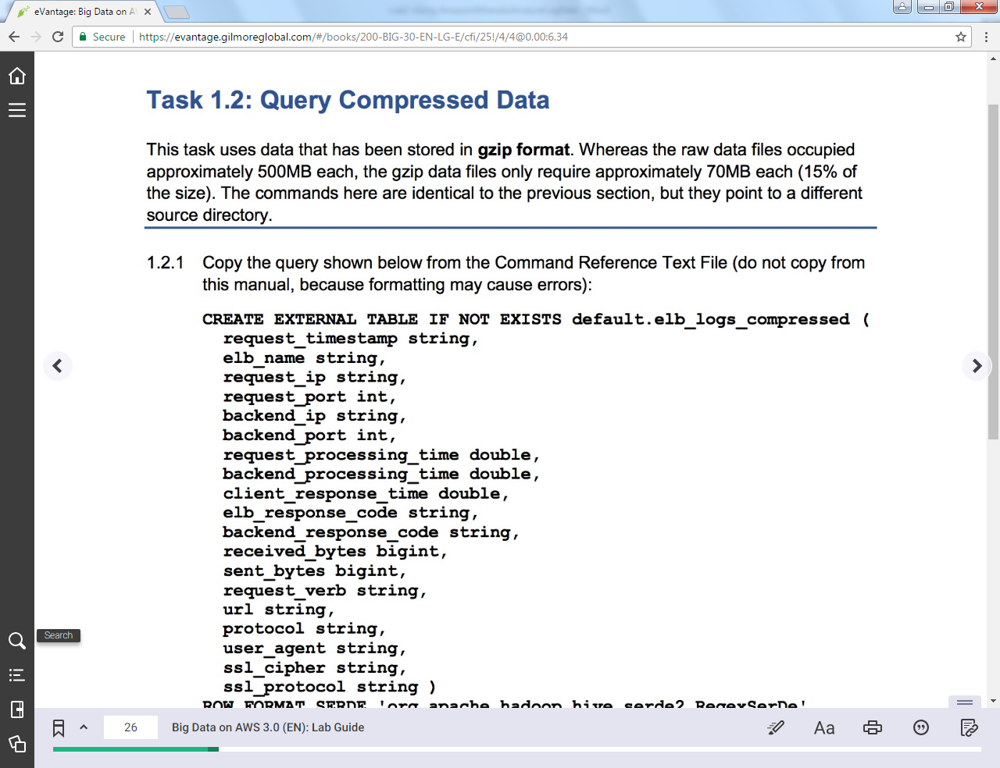 eVantage: Big Data on A
Secure
https://evantage.gilmoreglobal.com/#/books/200-BIG-30-EN-LG-E/cfi/25!/4/4@0.00:6.34
Task 1.2: Query Compressed Data
This task uses data that has been stored in gzip format. Whereas the raw data files occupied
approximately 500MB each, the gzip data files only require approximately 70MB each (15% of
the size). The commands here are identical to the previous section, but they point to a different
source directory.
1.2.1 Copy the query shown below from the Command Reference Text File (do not copy from
this manual, because formatting may cause errors):
CREATE EXTERNAL TABLE IF NOT EXISTS default.elb_logs_compressed (
request_timestamp string,
elb_name string,
request_ip string,
request_port int,
backend_ip string,
backend_port int,
request_processing_time double,
backend_processing_time double,
client_response_time double,
elb_response_code string,
backend_response_code string,
received_bytes bigint,
sent_bytes bigint,
request_verb string,
url string,
protocol string,
user_agent string,
ssl_cipher string,
ssl_protocol string )
ROW FORMAT SERDE 'org.apache.hadoop.hive.serde2.RegexSerDe'
Search
26
Big Data on AWS 3.0 (EN): Lab Guide
Aa